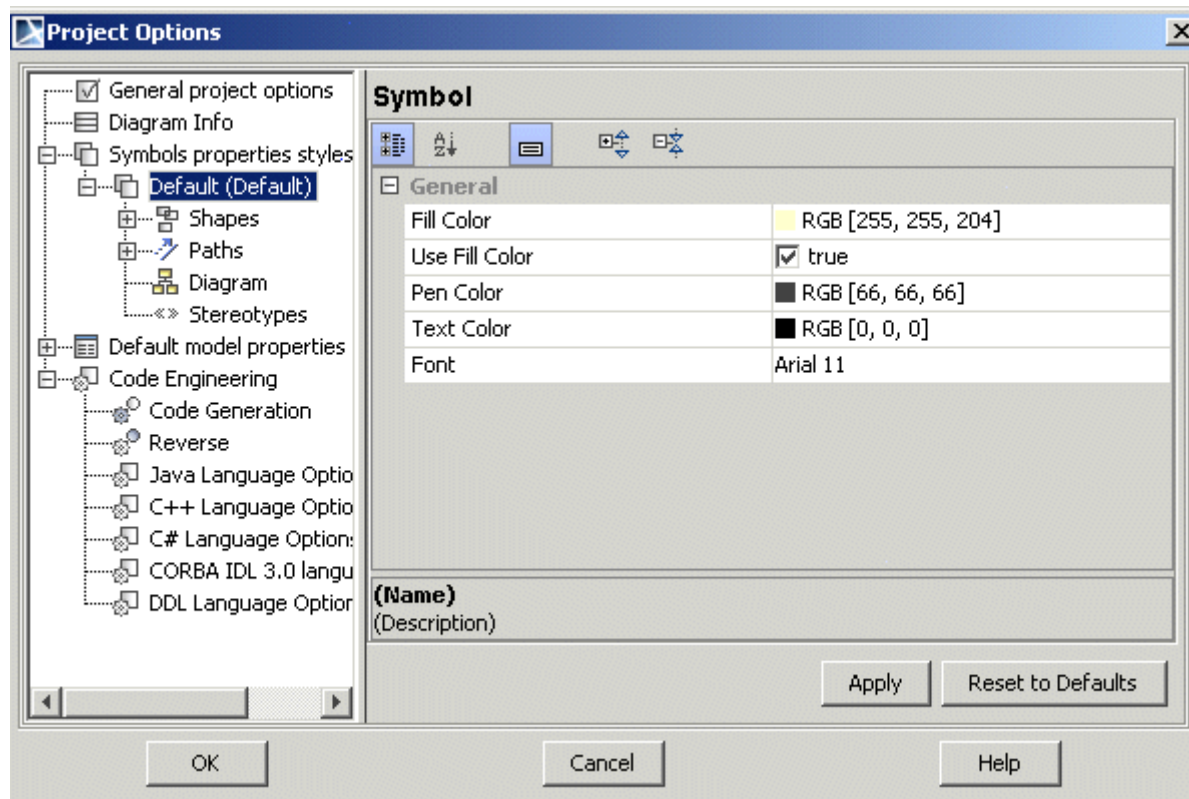 Project Options
General project options
Diagram Info
Symbols properties styles
Default (Default)
Shapes
Paths
Diagram
«» Stereotypes
Default model properties
Code Engineering
Code Generation
Reverse
Java Language Optio
C++ Language Optio
C# Language Option
CORBA IDL 3.0 langu
DDL Language Option
Symbol
General
Fill Color RGB [255, 255, 204]
Use Fill Color true
Pen Color RGB [66, 66, 66]
Text Color RGB [0, 0, 0]
Font Arial 11
(Name)
(Description)
Apply Reset to Defaults
OK Cancel Help